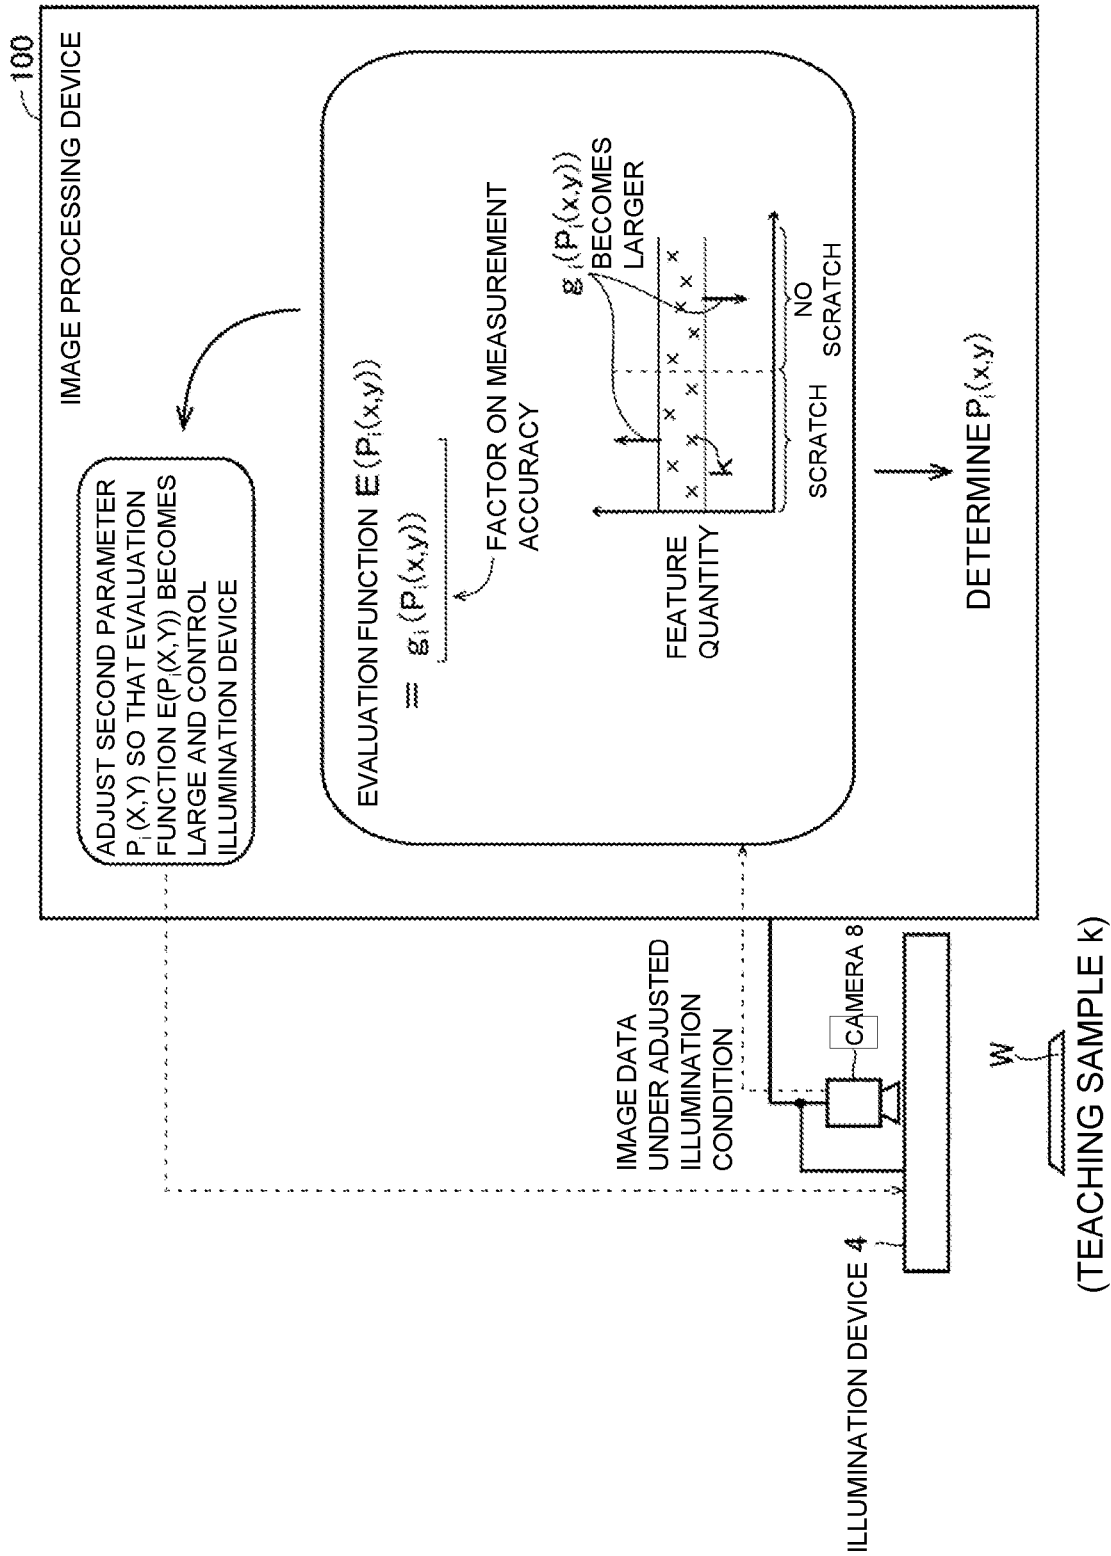 100
IMAGE PROCESSING DEVICE
ADJUST SECOND PARAMETER
Pi(X,Y) SO THAT EVALUATION
FUNCTION E(Pi(X,Y)) BECOMES
LARGE AND CONTROL
ILLUMINATION DEVICE
EVALUATION FUNCTION E(Pi(x,y))
≡ gi(Pi(x,y))
FACTOR ON MEASUREMENT
ACCURACY
gi(Pi(x,y))
BECOMES
LARGER
FEATURE
QUANTITY
k
SCRATCH
NO
SCRATCH
DETERMINE Pi(x,y)
IMAGE DATA
UNDER ADJUSTED
ILLUMINATION
CONDITION
CAMERA 8
ILLUMINATION DEVICE 4
W
(TEACHING SAMPLE k)